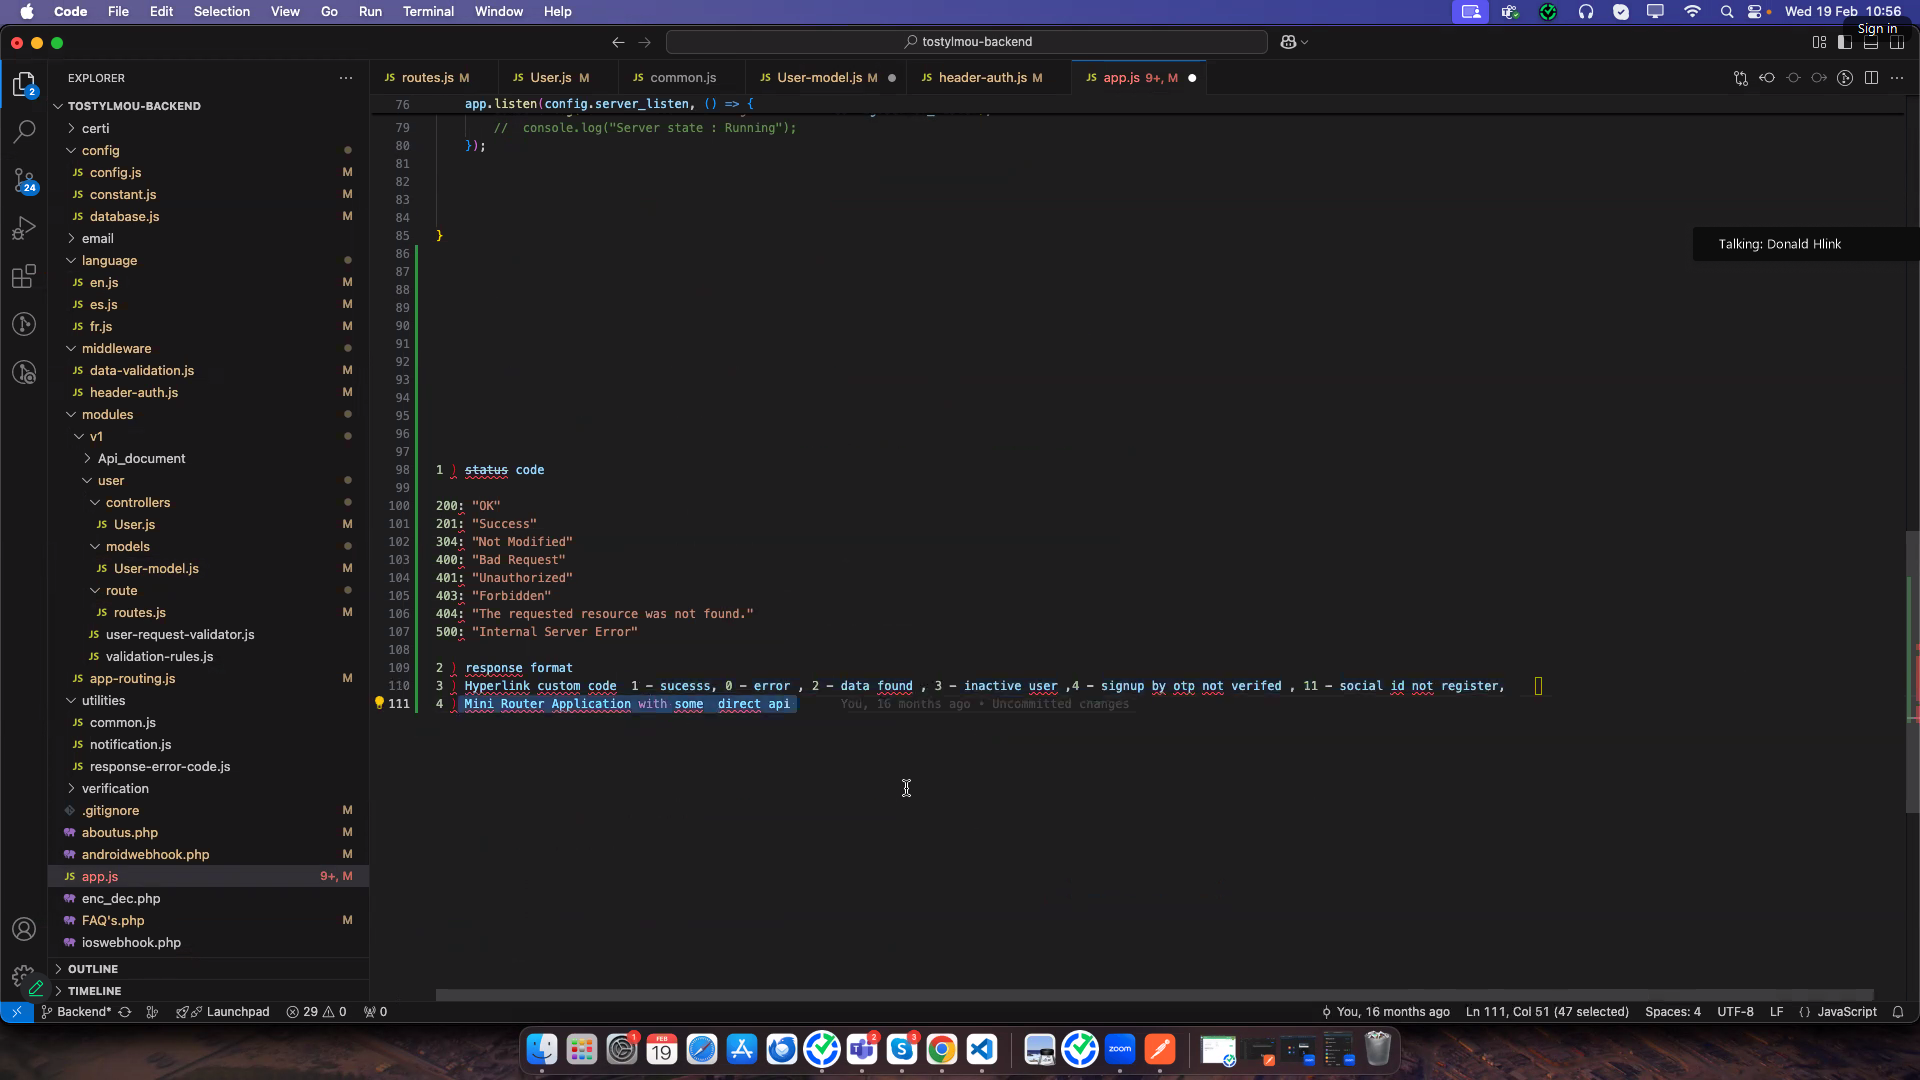 Code File Edit Selection View Go Run Terminal Window Help
Wed 19 Feb 10:56
Sign in
tostylmou-backend
EXPLORER
routes.js M
User.js M
common.js
User-model.js M
header-auth.js M
app.js 9+, M
TOSTYLMOU-BACKEND
certi
config
config.js M
constant.js M
database.js M
email
language
en.js M
es.js M
fr.js M
middleware
data-validation.js M
header-auth.js M
modules
v1
Api_document
user
controllers
User.js M
models
User-model.js M
route
routes.js M
user-request-validator.js
validation-rules.js
app-routing.js M
utilities
common.js
notification.js
response-error-code.js
verification
.gitignore M
aboutus.php M
androidwebhook.php M
app.js 9+, M
enc_dec.php
FAQ's.php M
ioswebhook.php
OUTLINE
TIMELINE
76 app.listen(config.server_listen, () => {
79 // console.log("Server state : Running");
80 });
81
82
83
84
85 }
86
87
88
89
90
91
92
93
94
95
96
97
98 1 ) status code
99
100 200: "OK"
101 201: "Success"
102 304: "Not Modified"
103 400: "Bad Request"
104 401: "Unauthorized"
105 403: "Forbidden"
106 404: "The requested resource was not found."
107 500: "Internal Server Error"
108
109 2 ) response format
110 3 ) Hyperlink custom code 1 - sucesss, 0 - error , 2 - data found , 3 - inactive user ,4 - signup by otp not verifed , 11 - social id not register,
111 4 ) Mini Router Application with some direct api You, 16 months ago • Uncommitted changes
Talking: Donald Hlink
2
24
Backend* Launchpad 29 0 0
You, 16 months ago Ln 111, Col 51 (47 selected) Spaces: 4 UTF-8 LF {} JavaScript
1
FEB
19
2
3
zoom